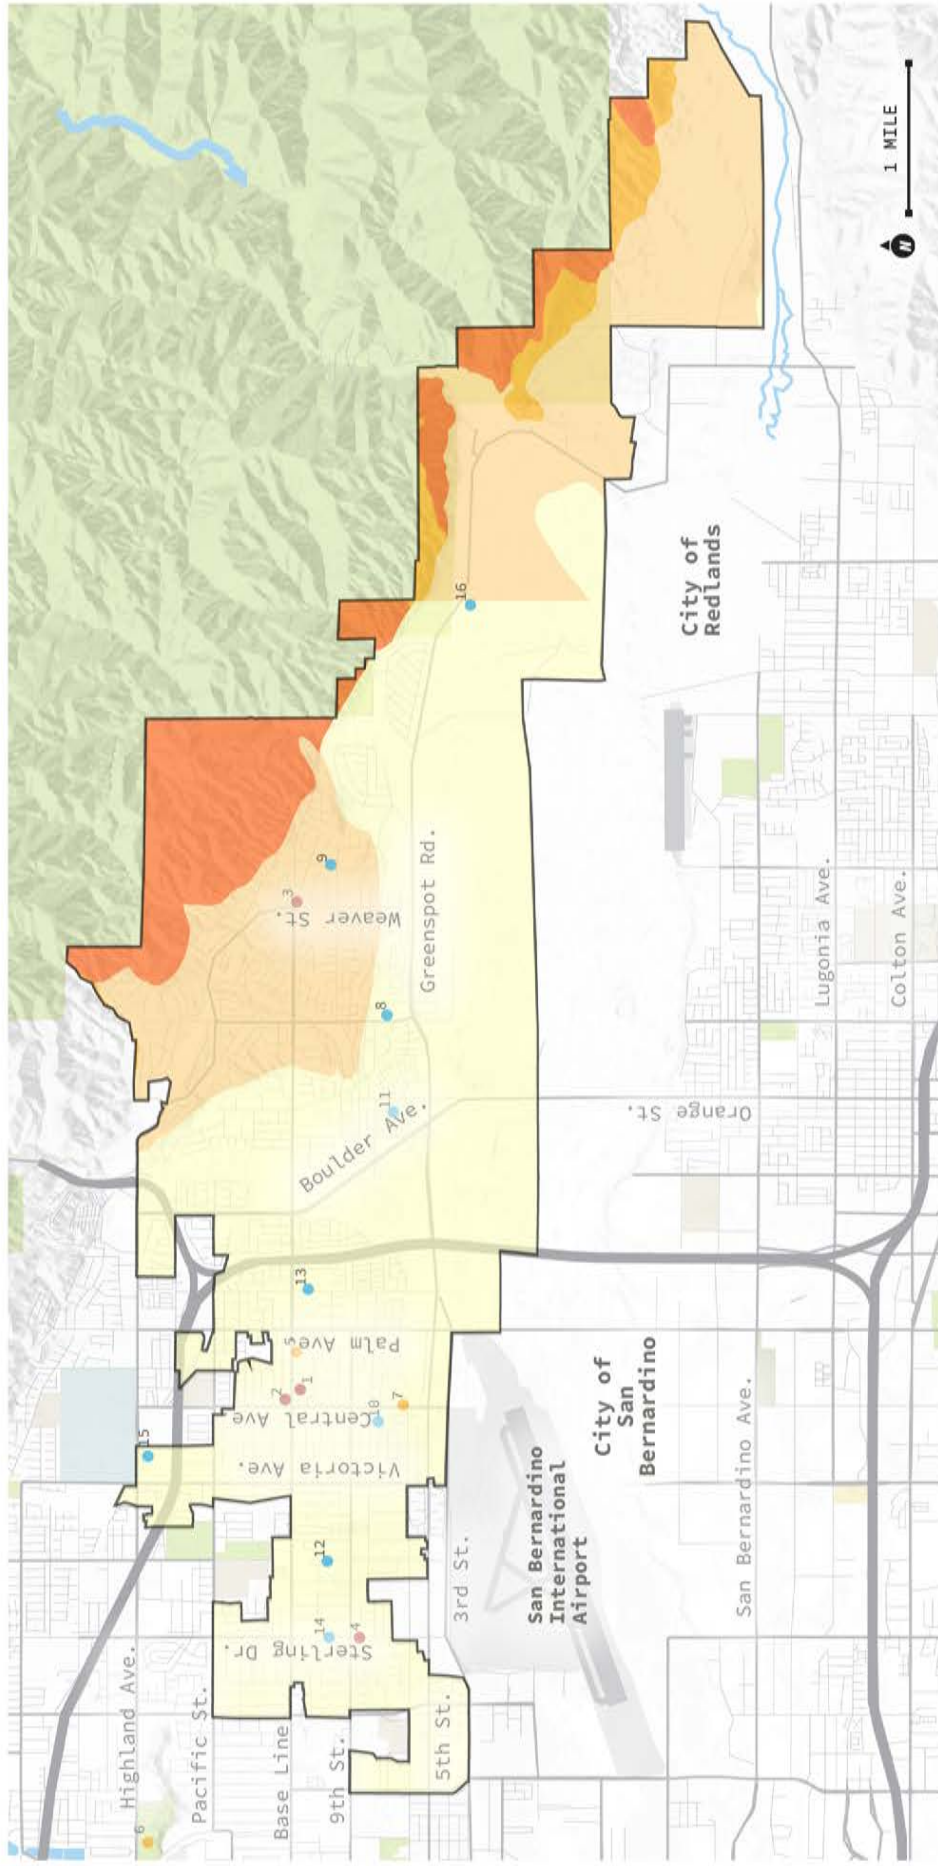 Highland Ave.
Pacific St.
Base Line
9th St.
5th St.
3rd St.
Sterling Dr.
Victoria Ave.
Central Ave
Palm Ave
Boulder Ave.
Weaver St.
Greenspot Rd.
Orange St.
San Bernardino Ave.
Lugonia Ave.
Colton Ave.
San Bernardino
International
Airport
City of
San
Bernardino
City of
Redlands
6
14
4
12
15
2
1
10
7
5
13
11
8
3
9
16
N
1 MILE